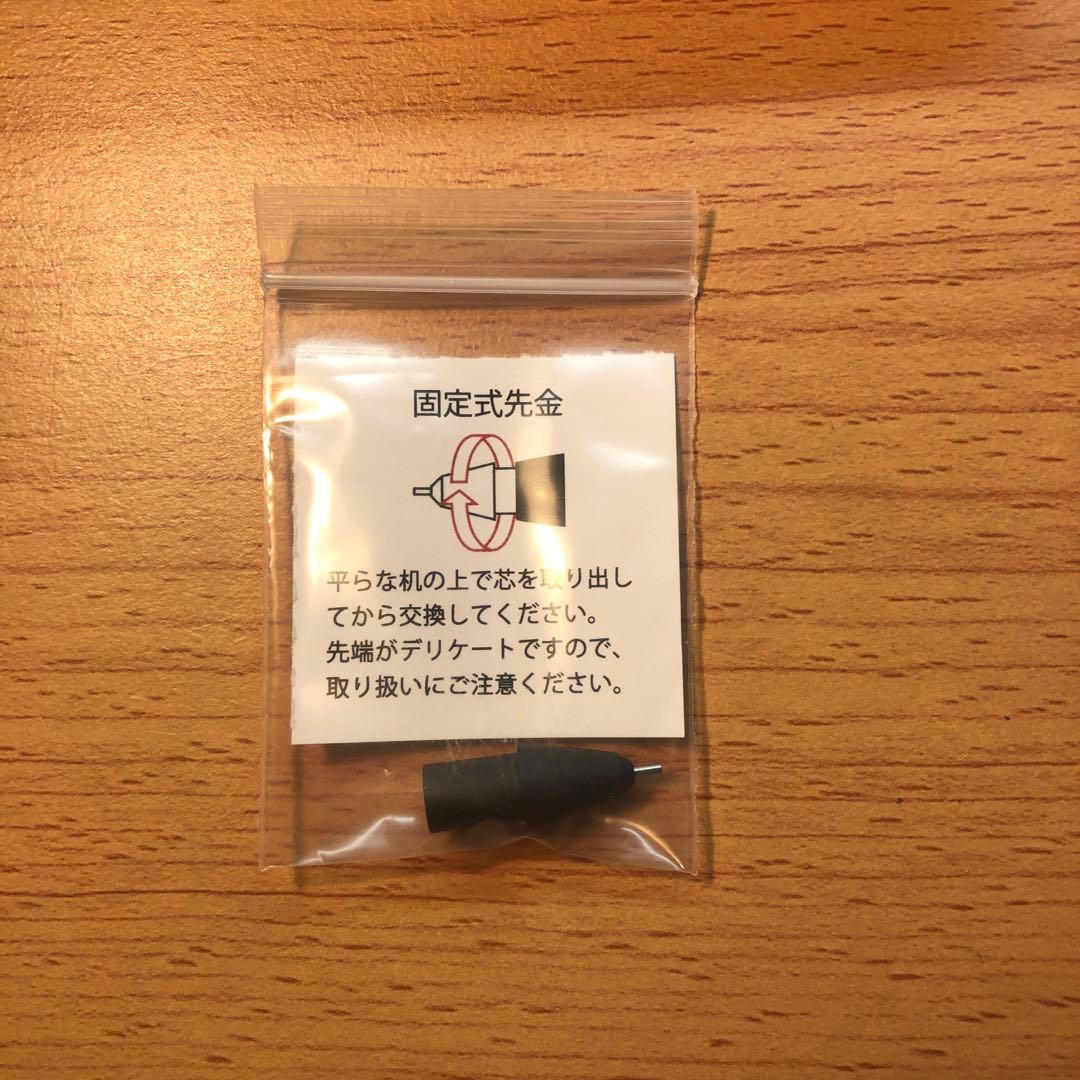 固定式先金
平らな机の上で芯を取り出し
てから交換してください。
先端がデリケートですので、
取り扱いにご注意ください。